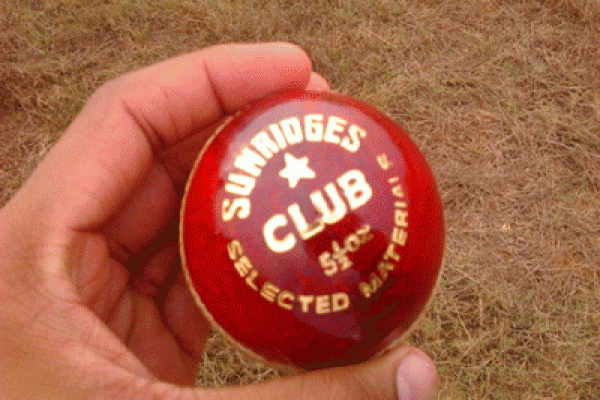 SUNRIDGES
CLUB
5½oz
SELECTED MATERIAL